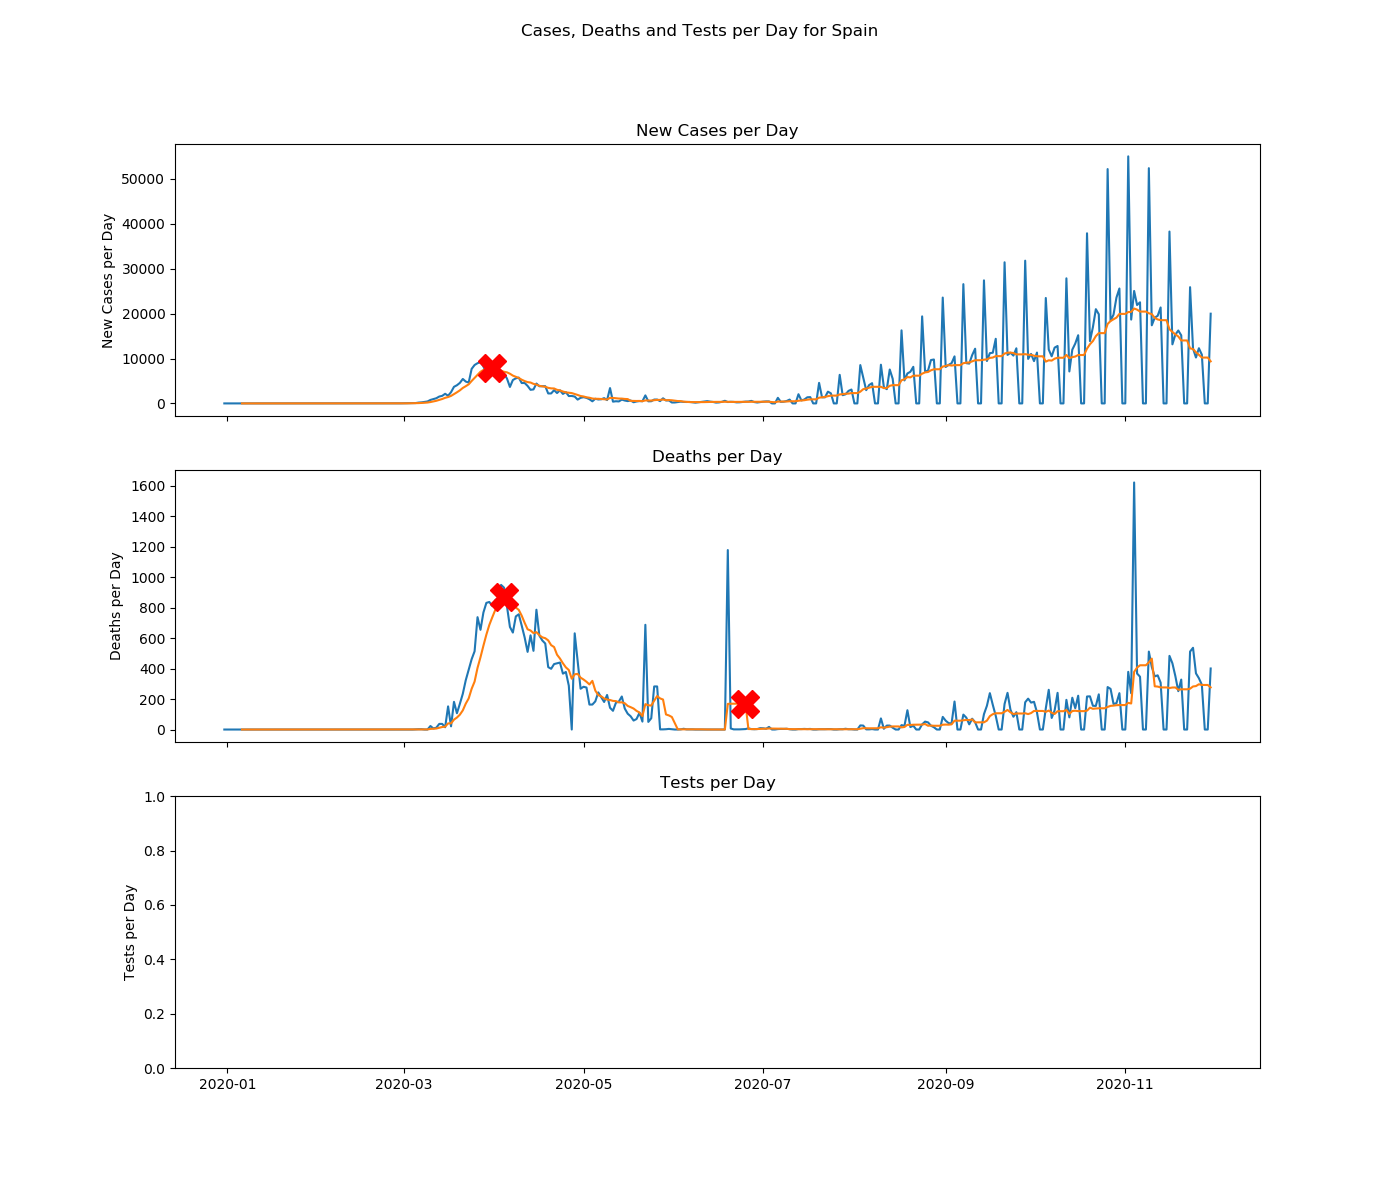 Cases, Deaths and Tests per Day for Spain
New Cases per Day
New Cases per Day
50000
40000
30000
20000
10000
0
Deaths per Day
Deaths per Day
1600
1400
1200
1000
800
600
400
200
0
Tests per Day
Tests per Day
1.0
0.8
0.6
0.4
0.2
0.0
2020-01 2020-03 2020-05 2020-07 2020-09 2020-11